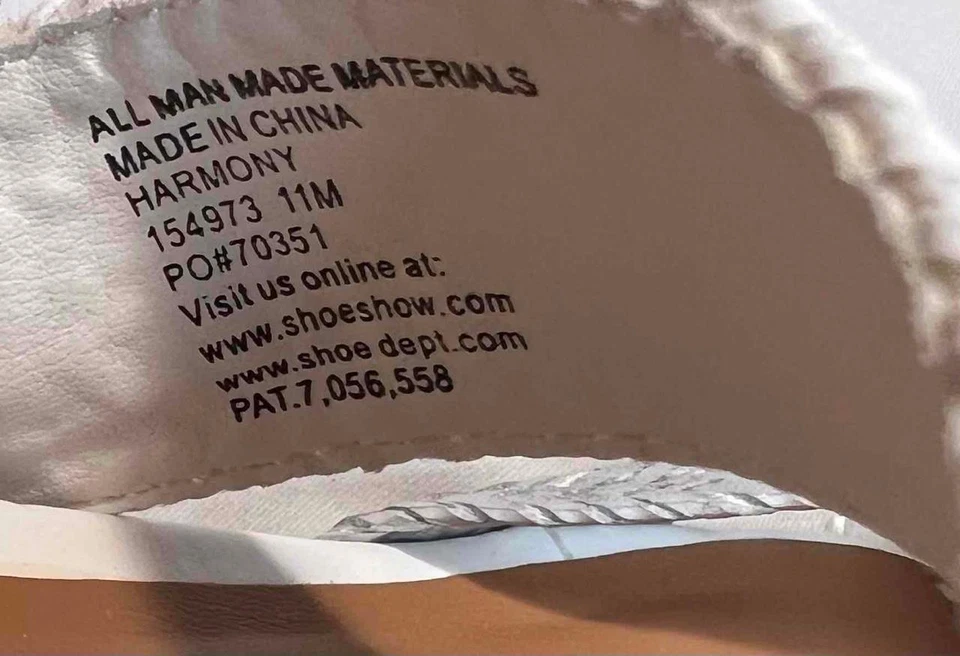 ALL MAN MADE MATERIALS
MADE IN CHINA
HARMONY
154973 11M
PO#70351
Visit us online at:
www.shoeshow.com
www.shoe dept.com
PAT.7,056,558